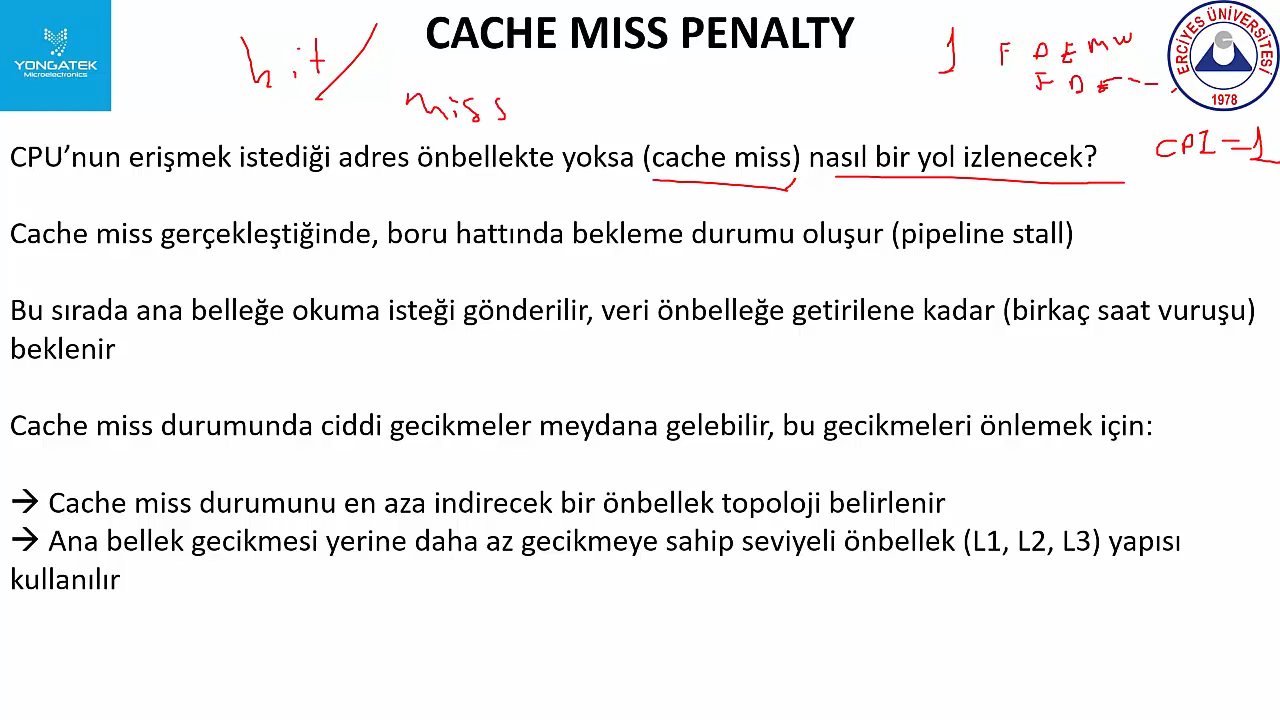 YONGATEK
Microelectronics
CACHE MISS PENALTY
hit/
miss
1 F D E M W
F D E
ERCİYES ÜNİVERSİTESİ
1978
CPI = 1
CPU’nun erişmek istediği adres önbellekte yoksa (cache miss) nasıl bir yol izlenecek?
Cache miss gerçekleştiğinde, boru hattında bekleme durumu oluşur (pipeline stall)
Bu sırada ana belleğe okuma isteği gönderilir, veri önbelleğe getirilene kadar (birkaç saat vuruşu)
beklenir
Cache miss durumunda ciddi gecikmeler meydana gelebilir, bu gecikmeleri önlemek için:
→ Cache miss durumunu en aza indirecek bir önbellek topoloji belirlenir
→ Ana bellek gecikmesi yerine daha az gecikmeye sahip seviyeli önbellek (L1, L2, L3) yapısı
kullanılır